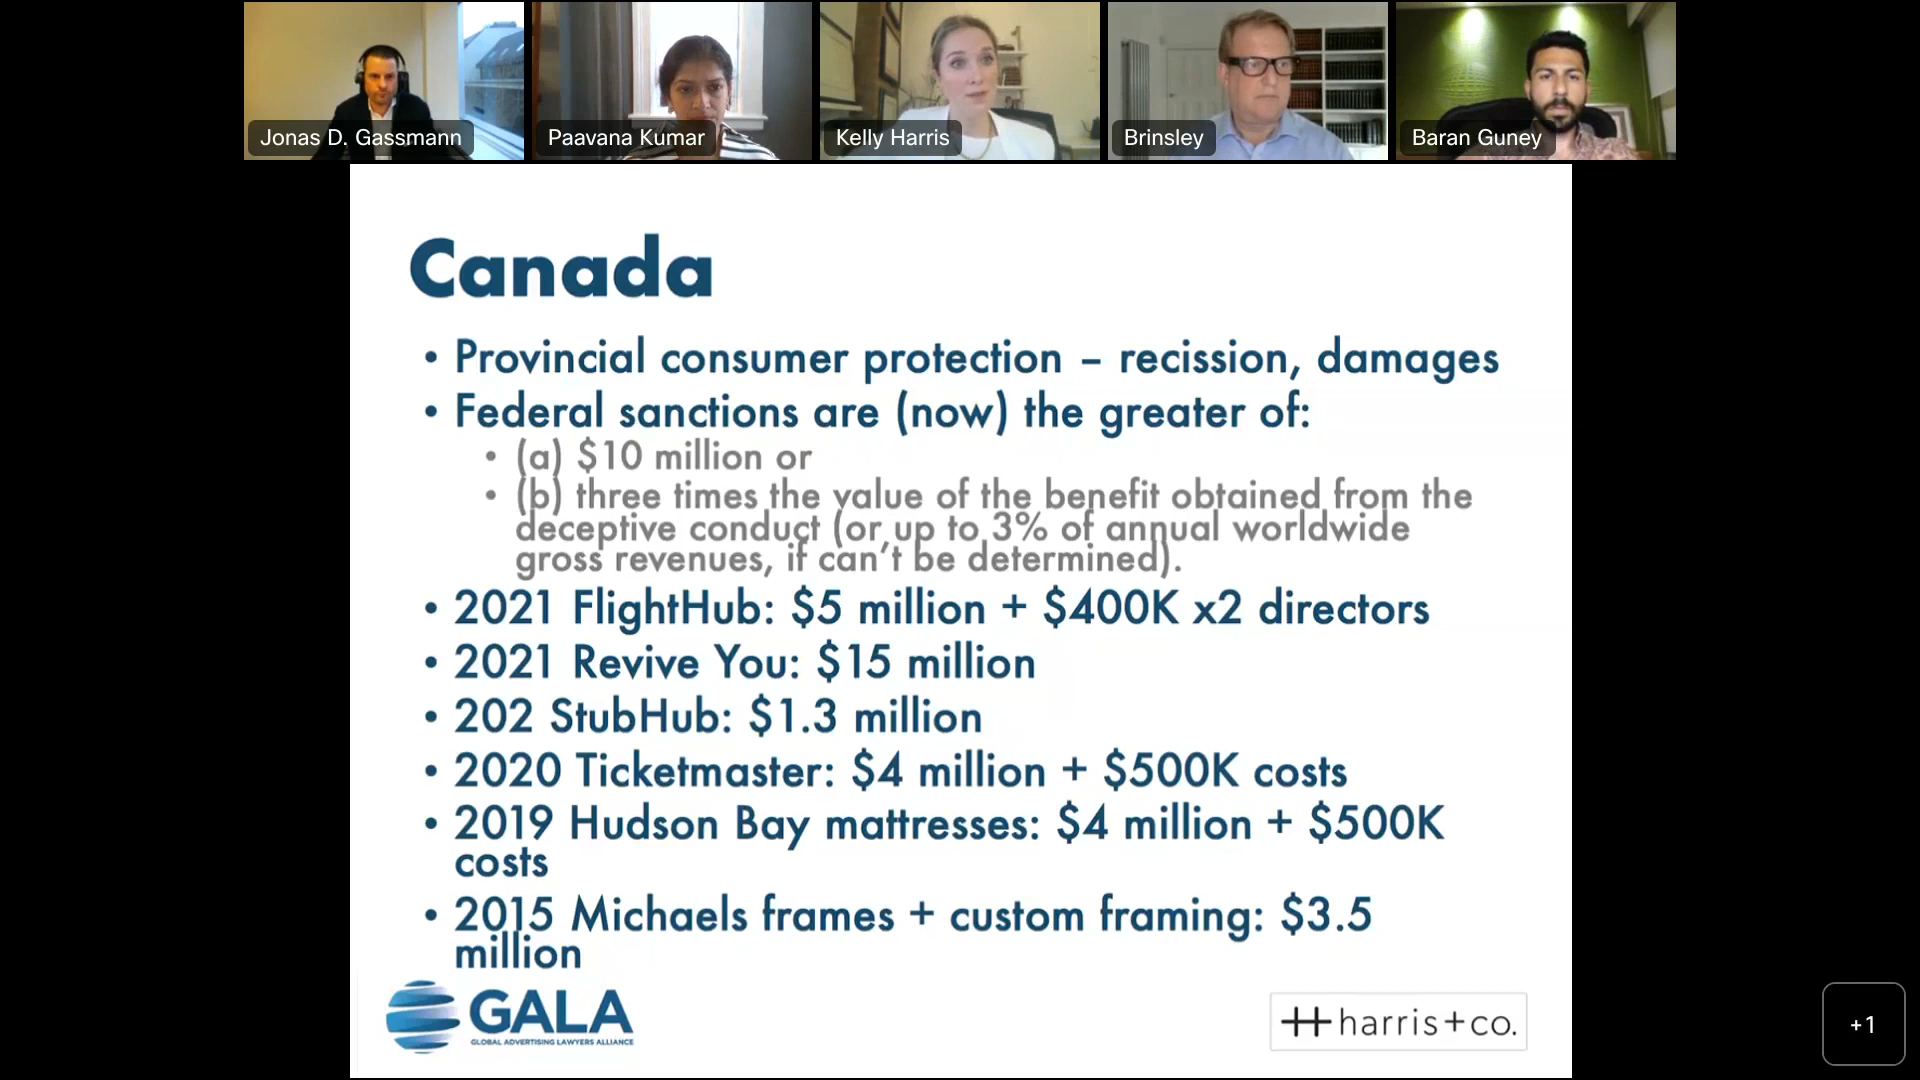 Jonas D. Gassmann
Paavana Kumar
Kelly Harris
Brinsley
Baran Guney
Canada
• Provincial consumer protection – recission, damages
• Federal sanctions are (now) the greater of:
• (a) $10 million or
• (b) three times the value of the benefit obtained from the
deceptive conduct (or up to 3% of annual worldwide
gross revenues, if can't be determined).
• 2021 FlightHub: $5 million + $400K x2 directors
• 2021 Revive You: $15 million
• 202 StubHub: $1.3 million
• 2020 Ticketmaster: $4 million + $500K costs
• 2019 Hudson Bay mattresses: $4 million + $500K
costs
• 2015 Michaels frames + custom framing: $3.5
million
GALA
GLOBAL ADVERTISING LAWYERS ALLIANCE
harris+co.
+1